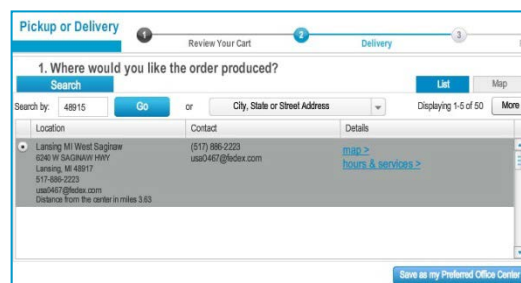 Pickup or Delivery
1
Review Your Cart
2
Delivery
3
1. Where would you like the order produced?
Search
List
Map
Search by:
48915
Go
or
City, State or Street Address
Displaying 1-5 of 50
More
Location
Contact
Details
Lansing MI West Saginaw
6240 W SAGINAW HWY
Lansing, MI 48917
517-886-2223
usa0467@fedex.com
Distance from the center in miles 3.63
(517) 886-2223
usa0467@fedex.com
map >
hours & services >
Save as my Preferred Office Center